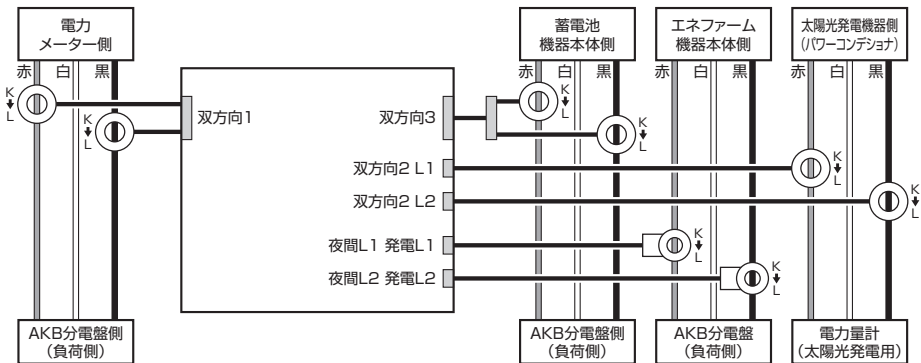 電力
メーター側
蓄電池
機器本体側
エネファーム
機器本体側
太陽光発電機器側
(パワーコンデショナ)
赤 白 黒
赤 白 黒
赤 白 黒
赤 白 黒
K
L
K
L
双方向1
双方向3
K
L
K
L
双方向2 L1
K
L
双方向2 L2
K
L
夜間L1 発電L1
K
L
夜間L2 発電L2
K
L
AKB分電盤側
(負荷側)
AKB分電盤側
(負荷側)
AKB分電盤
(負荷側)
電力量計
(太陽光発電用)